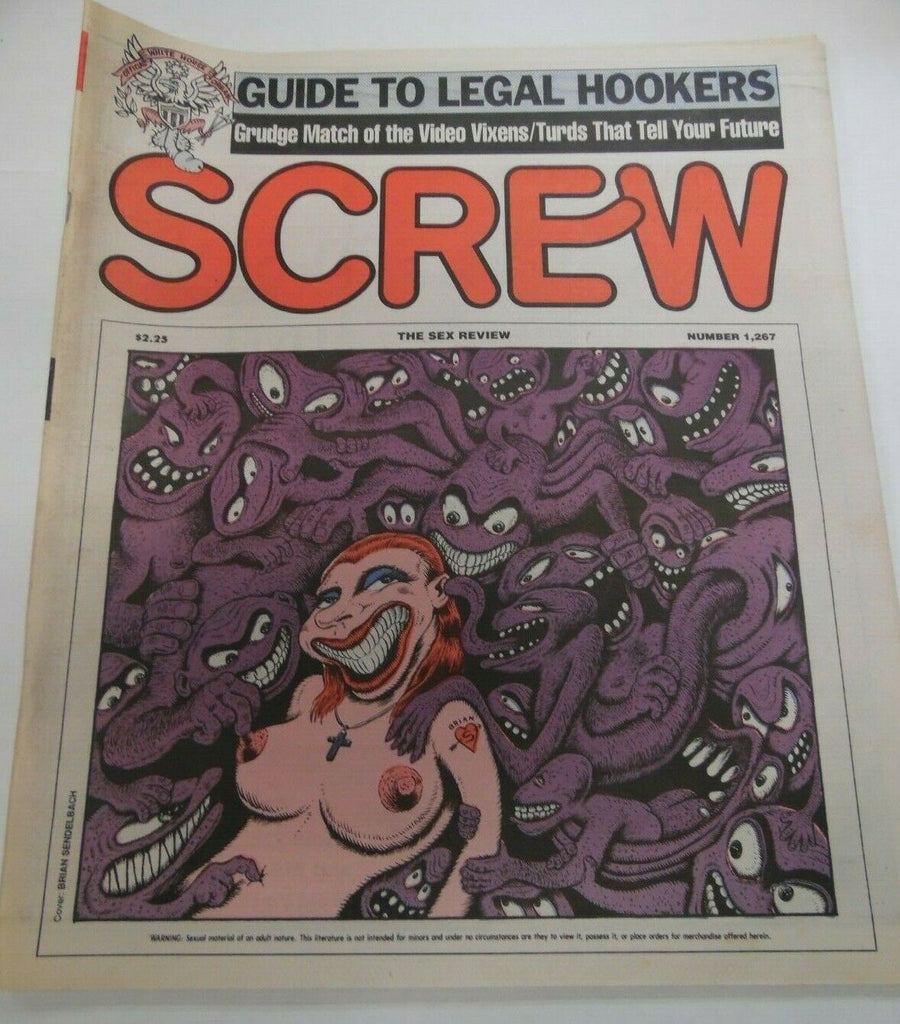 OFFICIAL WHITE HOUSE
GUIDE TO LEGAL HOOKERS
Grudge Match of the Video Vixens/Turds That Tell Your Future
SCREW
$2.25 THE SEX REVIEW NUMBER 1,267
BRIAN
S
Cover: BRIAN SENDELBACH
WARNING: Sexual material of an adult nature. This literature is not intended for minors and under no circumstances are they to view it, possess it, or place orders for merchandise offered herein.